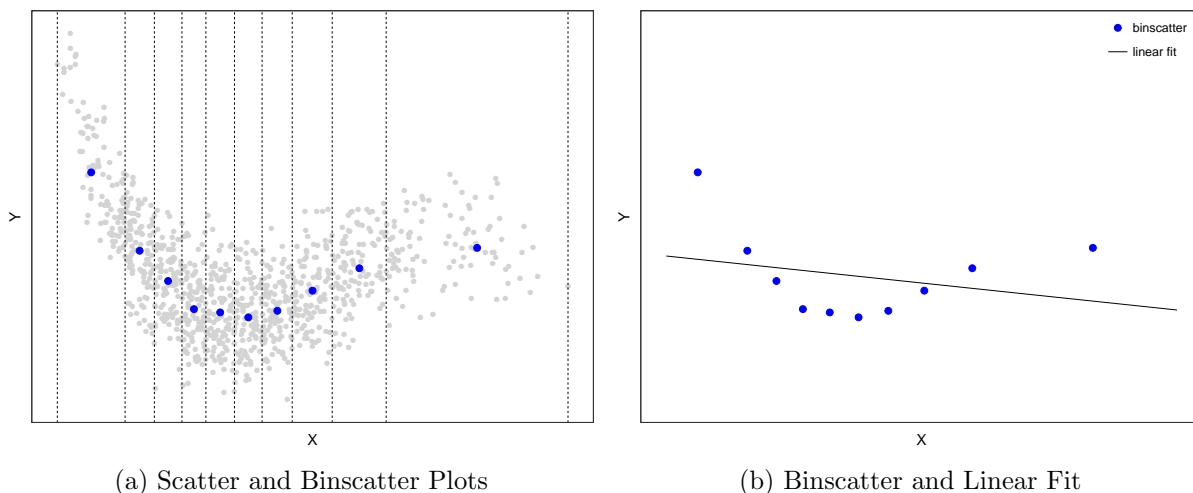 Y
X
(a) Scatter and Binscatter Plots
binscatter
linear fit
Y
X
(b) Binscatter and Linear Fit